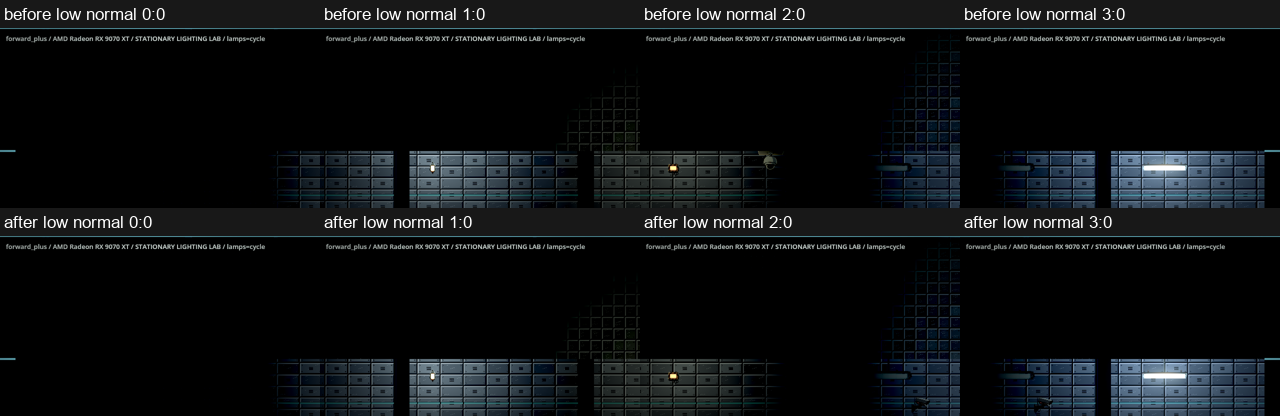 before low normal 0:0
before low normal 1:0
before low normal 2:0
before low normal 3:0
forward_plus / AMD Radeon RX 9070 XT / STATIONARY LIGHTING LAB / lamps=cycle
forward_plus / AMD Radeon RX 9070 XT / STATIONARY LIGHTING LAB / lamps=cycle
forward_plus / AMD Radeon RX 9070 XT / STATIONARY LIGHTING LAB / lamps=cycle
forward_plus / AMD Radeon RX 9070 XT / STATIONARY LIGHTING LAB / lamps=cycle
after low normal 0:0
after low normal 1:0
after low normal 2:0
after low normal 3:0
forward_plus / AMD Radeon RX 9070 XT / STATIONARY LIGHTING LAB / lamps=cycle
forward_plus / AMD Radeon RX 9070 XT / STATIONARY LIGHTING LAB / lamps=cycle
forward_plus / AMD Radeon RX 9070 XT / STATIONARY LIGHTING LAB / lamps=cycle
forward_plus / AMD Radeon RX 9070 XT / STATIONARY LIGHTING LAB / lamps=cycle